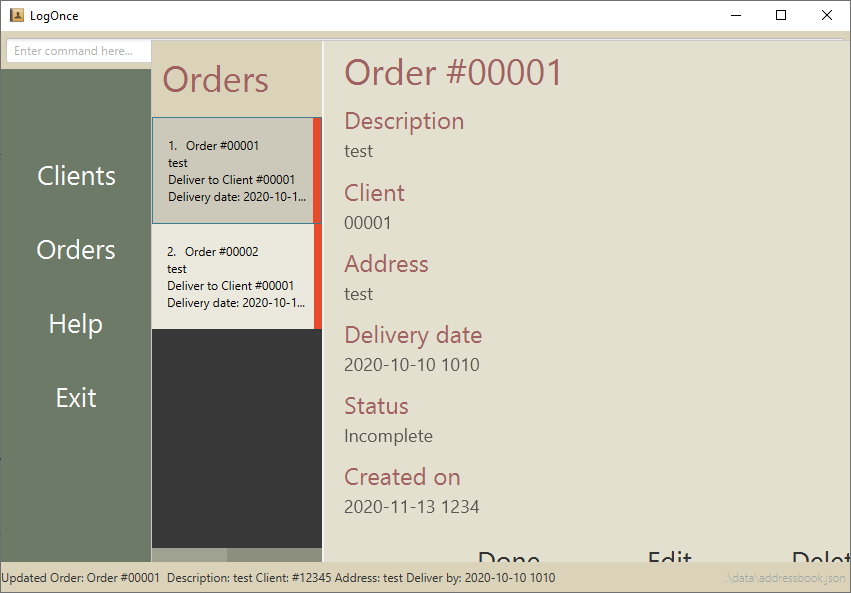 LogOnce
Enter command here...
Clients
Orders
Help
Exit
Orders
1. Order #00001
test
Deliver to Client #00001
Delivery date: 2020-10-1...
2. Order #00002
test
Deliver to Client #00001
Delivery date: 2020-10-1...
Order #00001
Description
test
Client
00001
Address
test
Delivery date
2020-10-10 1010
Status
Incomplete
Created on
2020-11-13 1234
Done
Edit
Delet
Updated Order: Order #00001 Description: test Client: #12345 Address: test Deliver by: 2020-10-10 1010
.\data\addressbook.json